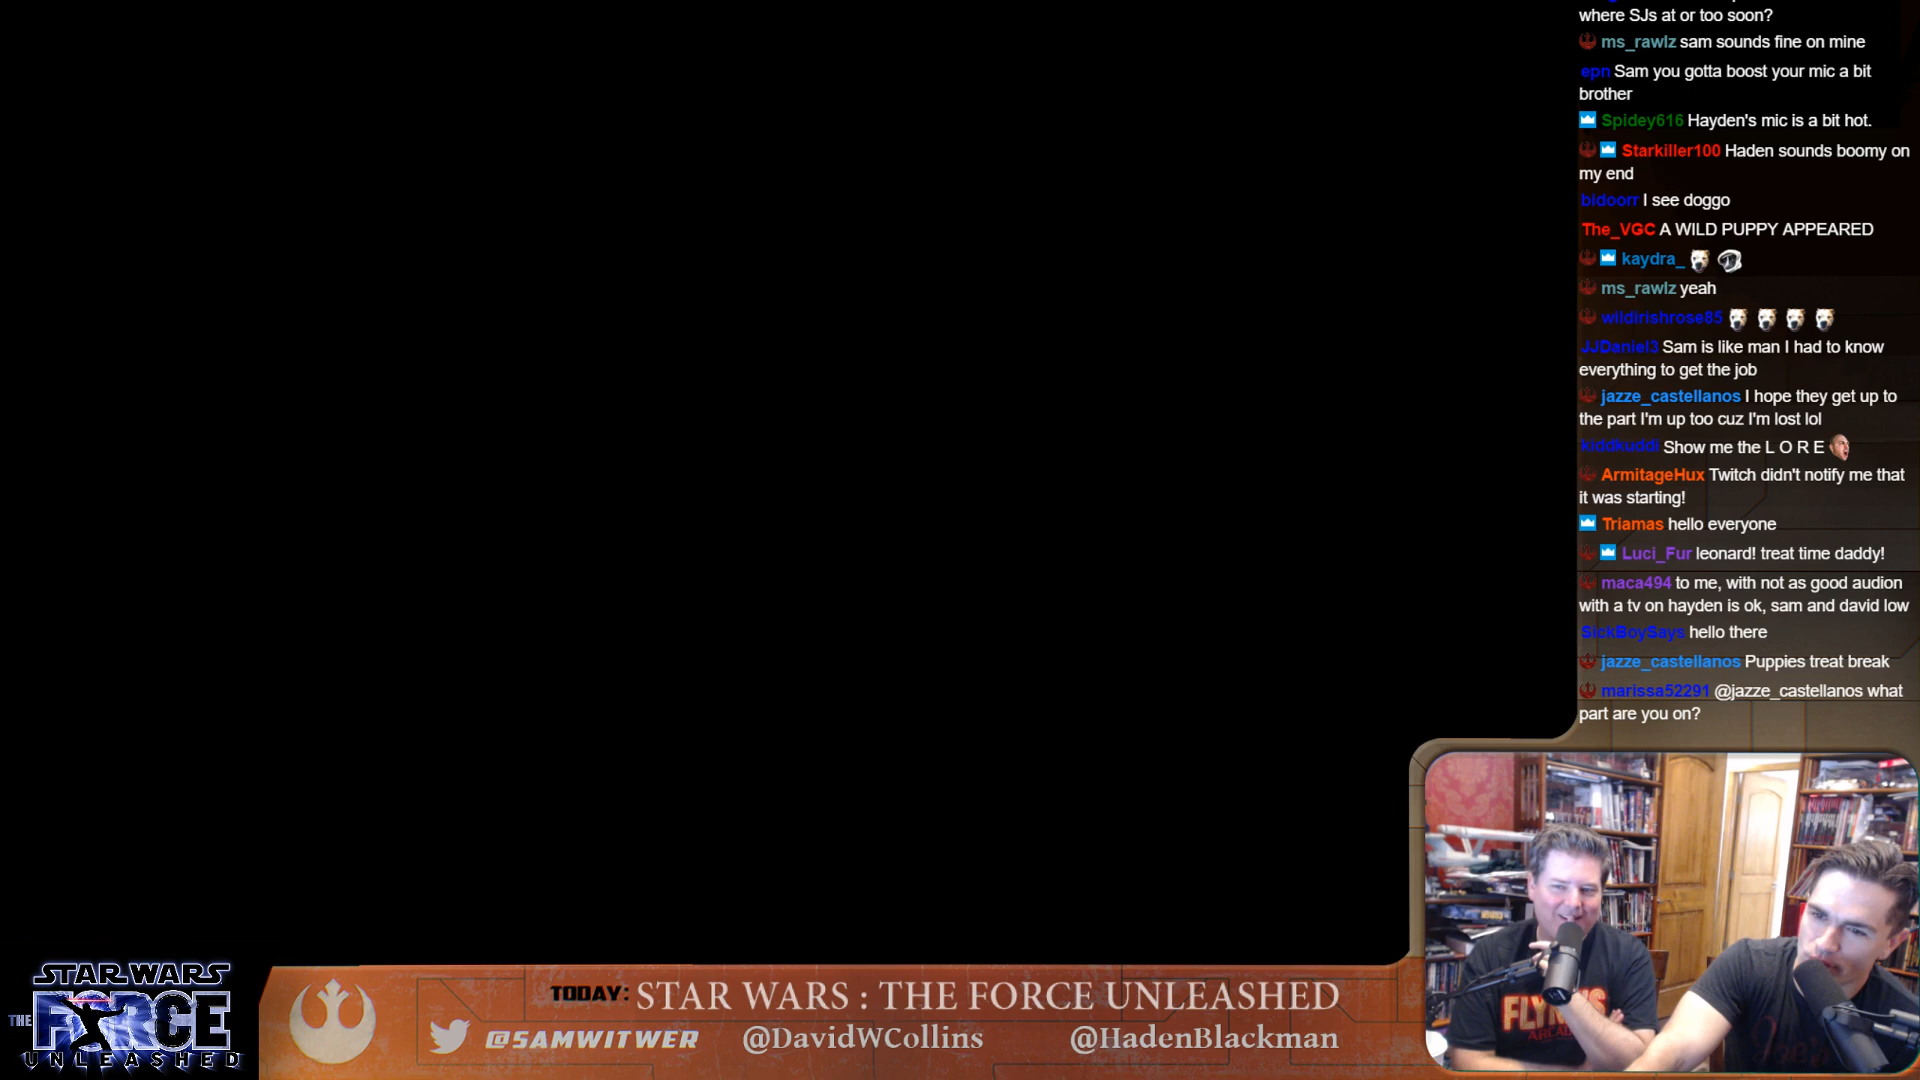 where SJs at or too soon?
ms_rawlz sam sounds fine on mine
epn Sam you gotta boost your mic a bit
brother
Spidey616 Hayden's mic is a bit hot.
Starkiller100 Haden sounds boomy on
my end
bidoorr I see doggo
The_VGC A WILD PUPPY APPEARED
kaydra_
ms_rawlz yeah
wildirishrose85
JJDaniel3 Sam is like man I had to know
everything to get the job
jazze_castellanos I hope they get up to
the part I'm up too cuz I'm lost lol
kiddkuddi Show me the L O R E
ArmitageHux Twitch didn't notify me that
it was starting!
Triamas hello everyone
Luci_Fur leonard! treat time daddy!
maca494 to me, with not as good audion
with a tv on hayden is ok, sam and david low
SickBoySays hello there
jazze_castellanos Puppies treat break
marissa52291 @jazze_castellanos what
part are you on?
STAR WARS
THE FORCE
UNLEASHED
TODAY: STAR WARS : THE FORCE UNLEASHED
@SAMWITWER @DavidWCollins @HadenBlackman